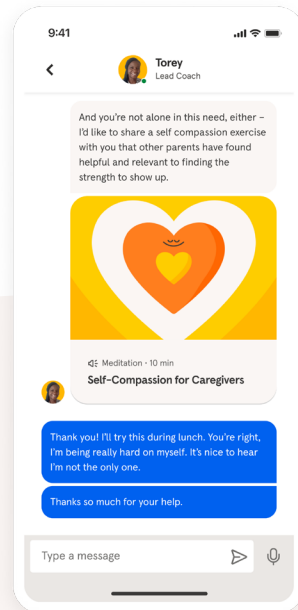 9:41
Torey
Lead Coach
And you're not alone in this need, either –
I'd like to share a self compassion exercise
with you that other parents have found
helpful and relevant to finding the
strength to show up.
Meditation • 10 min
Self-Compassion for Caregivers
Thank you! I'll try this during lunch. You're right,
I'm being really hard on myself. It's nice to hear
I'm not the only one.
Thanks so much for your help.
Type a message